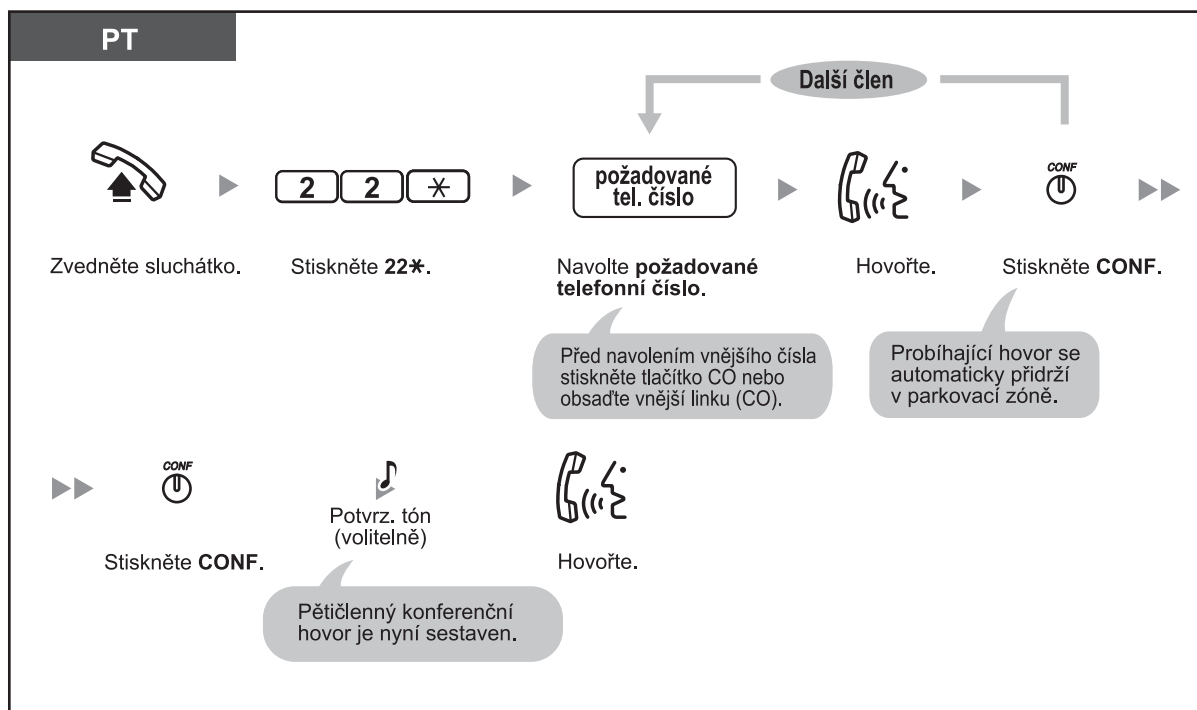 PT
Další člen
2 2 *
požadované
tel. číslo
CONF
Zvedněte sluchátko.
Stiskněte 22*.
Navolte požadované
telefonní číslo.
Hovořte.
Stiskněte CONF.
Před navolením vnějšího čísla
stiskněte tlačítko CO nebo
obsaďte vnější linku (CO).
Probíhající hovor se
automaticky přidrží
v parkovací zóně.
CONF
Stiskněte CONF.
Potvrz. tón
(volitelně)
Hovořte.
Pětičlenný konferenční
hovor je nyní sestaven.